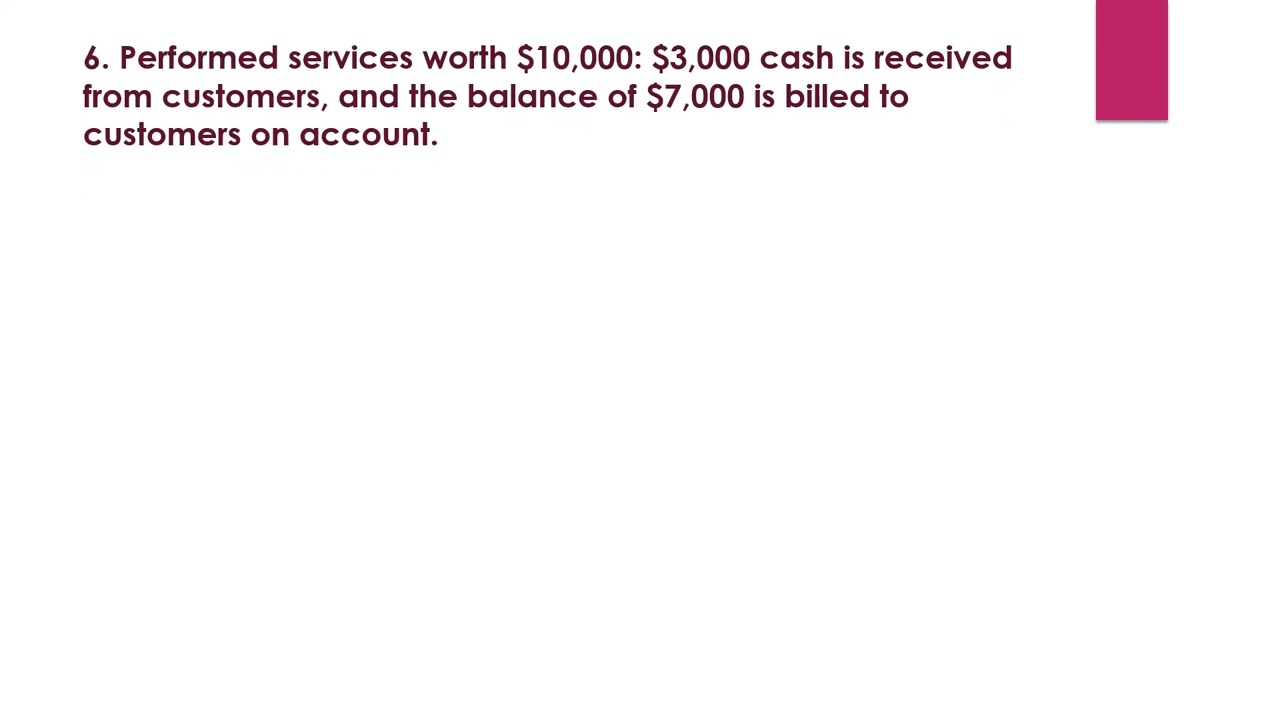 6. Performed services worth $10,000: $3,000 cash is received
from customers, and the balance of $7,000 is billed to
customers on account.